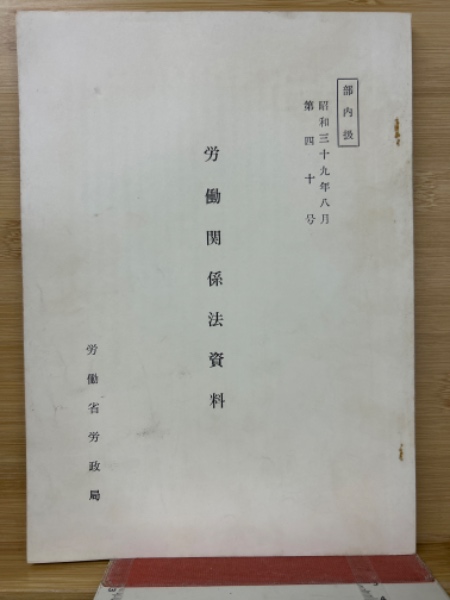 部内扱
昭和三十九年八月
第四十号
労働関係法資料
労働省労政局